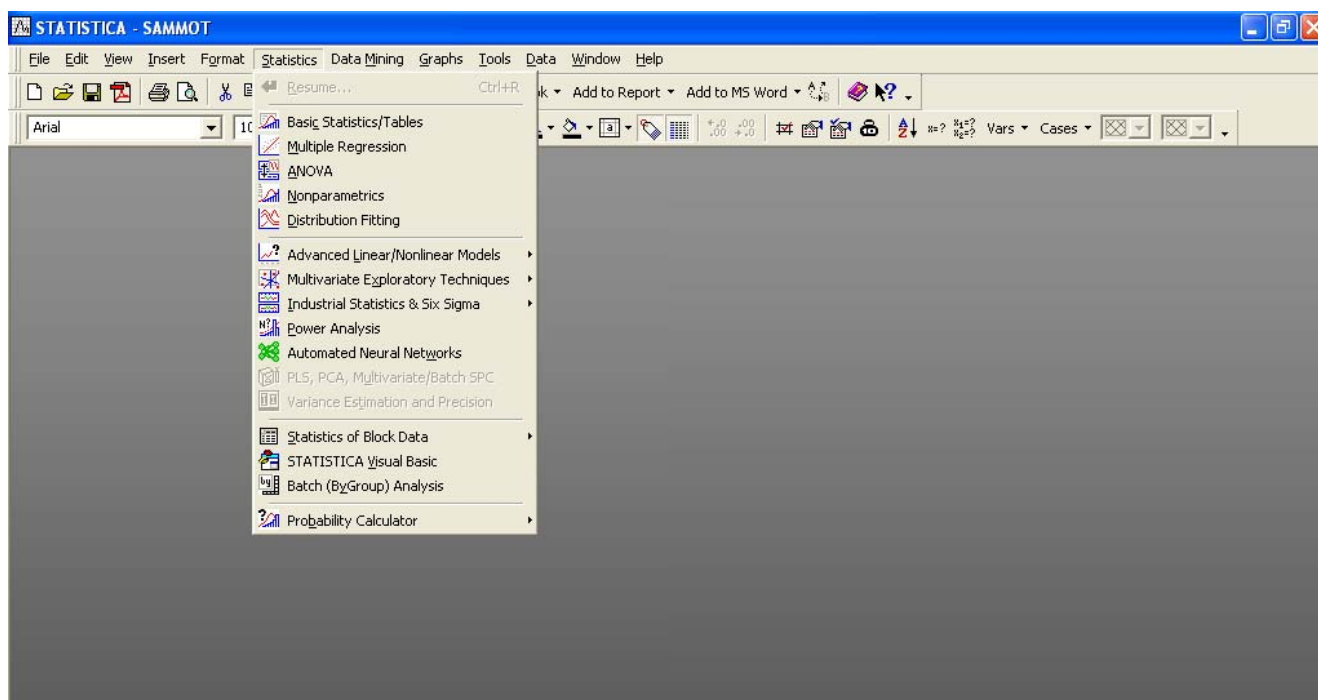 STATISTICA - SAMMOT
File Edit View Insert Format Statistics Data Mining Graphs Tools Data Window Help
Resume... Ctrl+R
Add to Report Add to MS Word
Arial 10
Vars Cases
Basic Statistics/Tables
Multiple Regression
ANOVA
Nonparametrics
Distribution Fitting
Advanced Linear/Nonlinear Models
Multivariate Exploratory Techniques
Industrial Statistics & Six Sigma
Power Analysis
Automated Neural Networks
PLS, PCA, Multivariate/Batch SPC
Variance Estimation and Precision
Statistics of Block Data
STATISTICA Visual Basic
Batch (ByGroup) Analysis
Probability Calculator